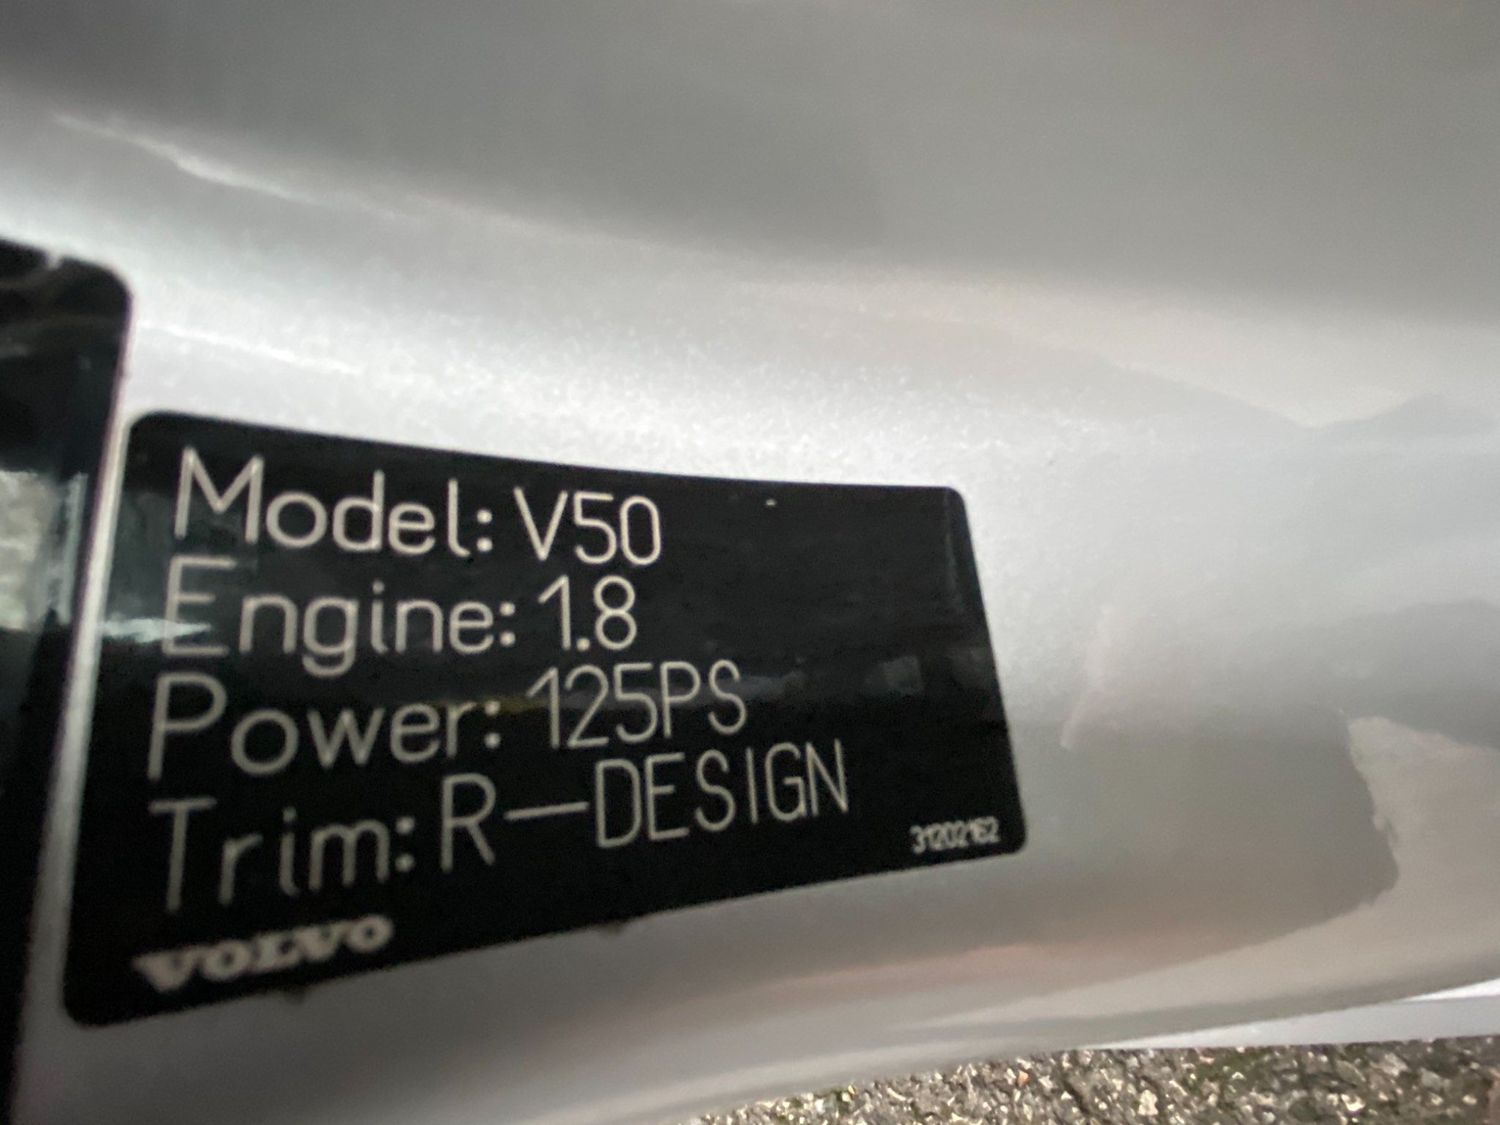 Model: V50
Engine: 1.8
Power: 125PS
Trim: R-DESIGN
31202162
VOLVO